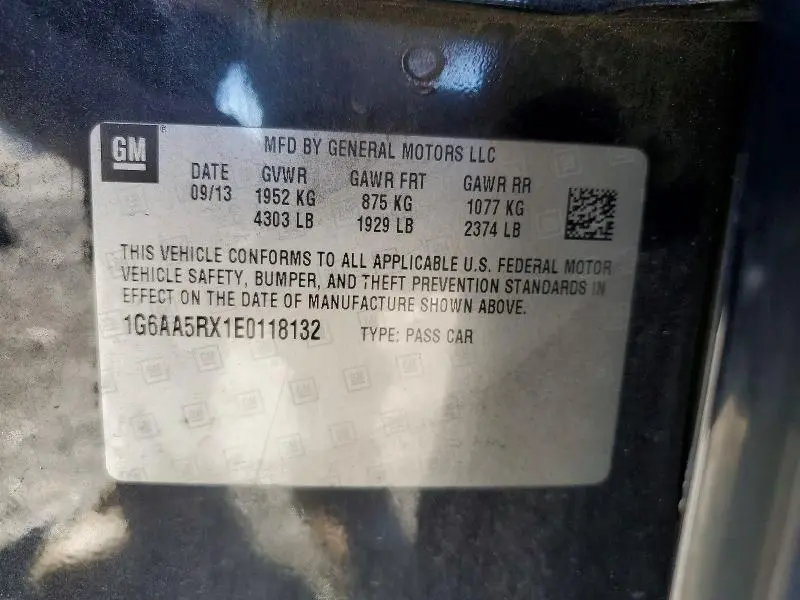 GM
MFD BY GENERAL MOTORS LLC
DATE GVWR GAWR FRT GAWR RR
09/13 1952 KG 875 KG 1077 KG
4303 LB 1929 LB 2374 LB
THIS VEHICLE CONFORMS TO ALL APPLICABLE U.S. FEDERAL MOTOR
VEHICLE SAFETY, BUMPER, AND THEFT PREVENTION STANDARDS IN
EFFECT ON THE DATE OF MANUFACTURE SHOWN ABOVE.
1G6AA5RX1E0118132 TYPE: PASS CAR